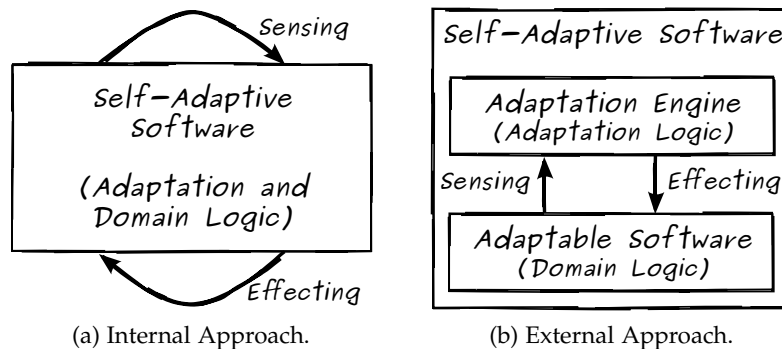 Sensing
Self-Adaptive
Software
(Adaptation and
Domain Logic)
Effecting
(a) Internal Approach.
Self-Adaptive Software
Adaptation Engine
(Adaptation Logic)
Sensing
Effecting
Adaptable Software
(Domain Logic)
(b) External Approach.